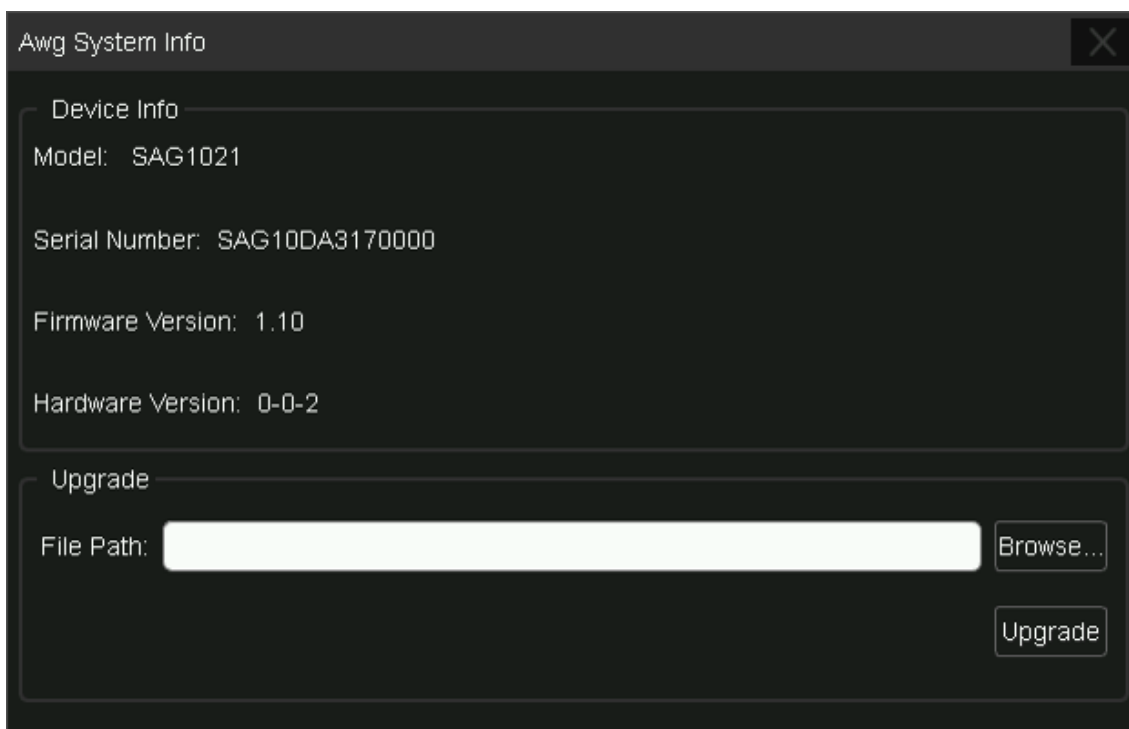 Awg System Info
Device Info
Model: SAG1021
Serial Number: SAG10DA3170000
Firmware Version: 1.10
Hardware Version: 0-0-2
Upgrade
File Path: Browse...
Upgrade